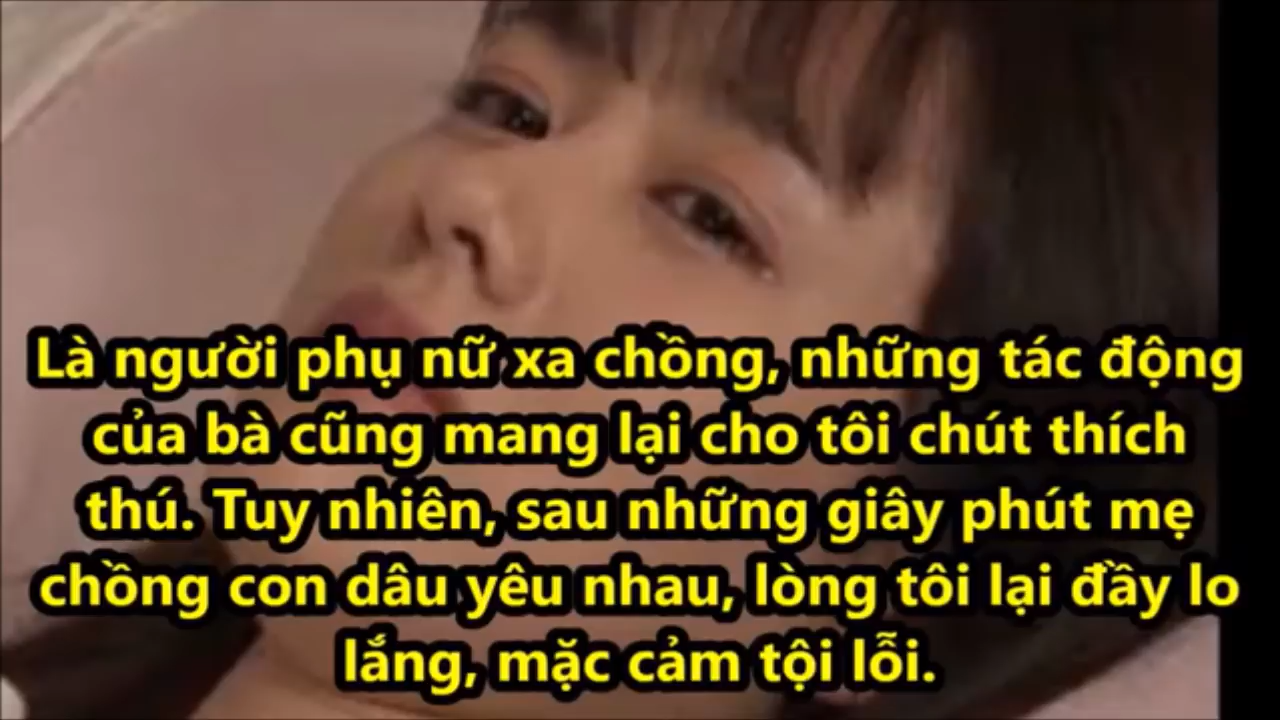 Là người phụ nữ xa chồng, những tác động
của bà cũng mang lại cho tôi chút thích
thú. Tuy nhiên, sau những giây phút mẹ
chồng con dâu yêu nhau, lòng tôi lại đầy lo
lắng, mặc cảm tội lỗi.